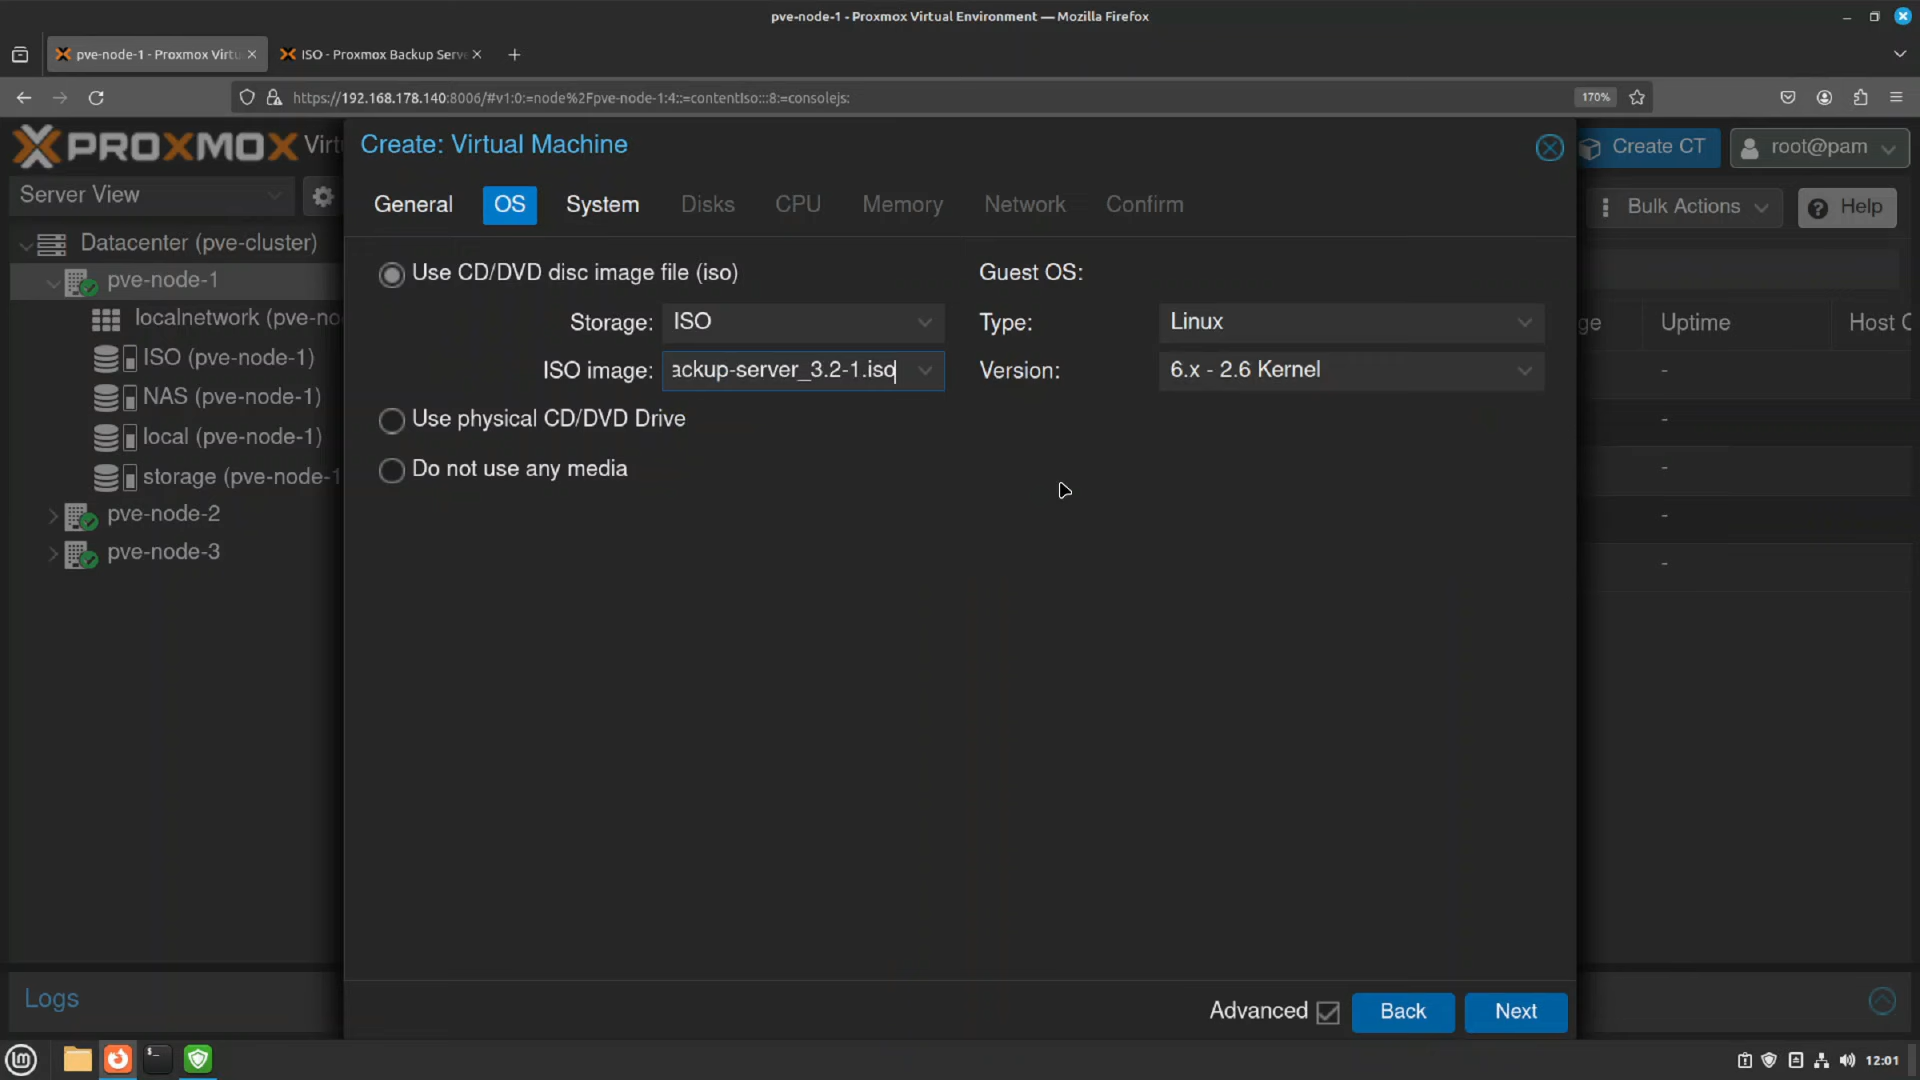 pve-node-1 - Proxmox Virtual Environment — Mozilla Firefox
pve-node-1 - Proxmox Virtu
ISO - Proxmox Backup Serve
https://192.168.178.140:8006/#v1:0:=node%2Fpve-node-1:4::=contentIso:::8:=consolejs:
170%
PROXMOX Virtu
Create: Virtual Machine
Create CT
root@pam
Server View
General OS System Disks CPU Memory Network Confirm
Bulk Actions
Help
Datacenter (pve-cluster)
pve-node-1
localnetwork (pve-no
ISO (pve-node-1)
NAS (pve-node-1)
local (pve-node-1)
storage (pve-node-1
pve-node-2
pve-node-3
Use CD/DVD disc image file (iso)
Storage: ISO
ISO image: ackup-server_3.2-1.iso
Use physical CD/DVD Drive
Do not use any media
Guest OS:
Type: Linux
Version: 6.x - 2.6 Kernel
ge
Uptime
Host C
-
-
-
-
-
Logs
Advanced
Back
Next
12:01